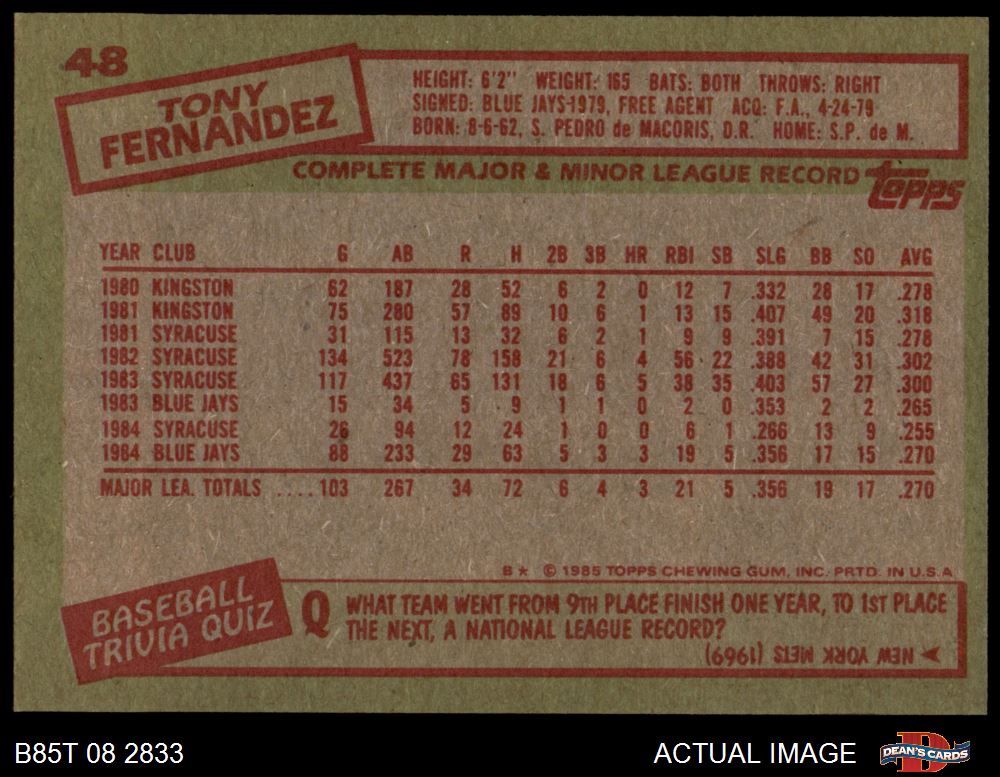 48
TONY
FERNANDEZ
HEIGHT: 6'2" WEIGHT: 165 BATS: BOTH THROWS: RIGHT
SIGNED: BLUE JAYS-1979, FREE AGENT ACQ: F.A., 4-24-79
BORN: 8-6-62, S. PEDRO de MACORIS, D.R. HOME: S.P. de M.
COMPLETE MAJOR & MINOR LEAGUE RECORD topps
YEAR CLUB G AB R H 2B 3B HR RBI SB SLG BB SO AVG
1980 KINGSTON 62 187 28 52 6 2 0 12 7 .332 28 17 .278
1981 KINGSTON 75 280 57 89 10 6 1 13 15 .407 49 20 .318
1981 SYRACUSE 31 115 13 32 6 2 1 9 9 .391 7 15 .278
1982 SYRACUSE 134 523 78 158 21 6 4 56 22 .388 42 31 .302
1983 SYRACUSE 117 437 65 131 18 6 5 38 35 .403 57 27 .300
1983 BLUE JAYS 15 34 5 9 1 1 0 2 0 .353 2 2 .265
1984 SYRACUSE 26 94 12 24 1 0 0 6 1 .266 13 9 .255
1984 BLUE JAYS 88 233 29 63 5 3 3 19 5 .356 17 15 .270
MAJOR LEA. TOTALS ....103 267 34 72 6 4 3 21 5 .356 19 17 .270
B★ © 1985 TOPPS CHEWING GUM, INC. PRTD. IN U.S.A.
BASEBALL
TRIVIA QUIZ
Q WHAT TEAM WENT FROM 9TH PLACE FINISH ONE YEAR, TO 1ST PLACE
THE NEXT, A NATIONAL LEAGUE RECORD?
NEW YORK METS (1969)
B85T 08 2833
ACTUAL IMAGE
D
DEAN'S CARDS